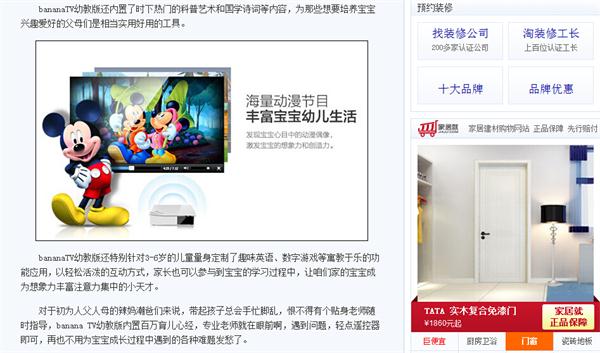 bananaTV幼教版还内置了时下热门的科普艺术和国学诗词等内容，为那些想要培养宝宝
兴趣爱好的父母们是相当实用好用的工具。
海量动漫节目
丰富宝宝幼儿生活
发现宝宝心目中的动漫偶像，
激发宝宝的想象力和创造力。
bananaTV幼教版还特别针对3-6岁的儿童量身定制了趣味英语、数字游戏等寓教于乐的功
能应用，以轻松活泼的互动方式，家长也可以参与到宝宝的学习过程中，让咱们家的宝宝成
为想象力丰富注意力集中的小天才。
对于初为人父人母的辣妈潮爸们来说，带起孩子总会手忙脚乱，恨不得有个贴身老师随
时指导，banana TV幼教版内置百万育儿心经，专业老师就在眼前啊，遇到问题，轻点遥控器
即可，再也不用为宝宝成长过程中遇到的各种难题发愁了。
预约装修
找装修公司
200多家认证公司
淘装修工长
上百位认证工长
十大品牌
品牌优惠
家居就
家居建材购物网站 正品保障 先行赔付
TATA 实木复合免漆门
¥1860元起
家居就
正品保障
巨便宜
厨房卫浴
门窗
瓷砖地板